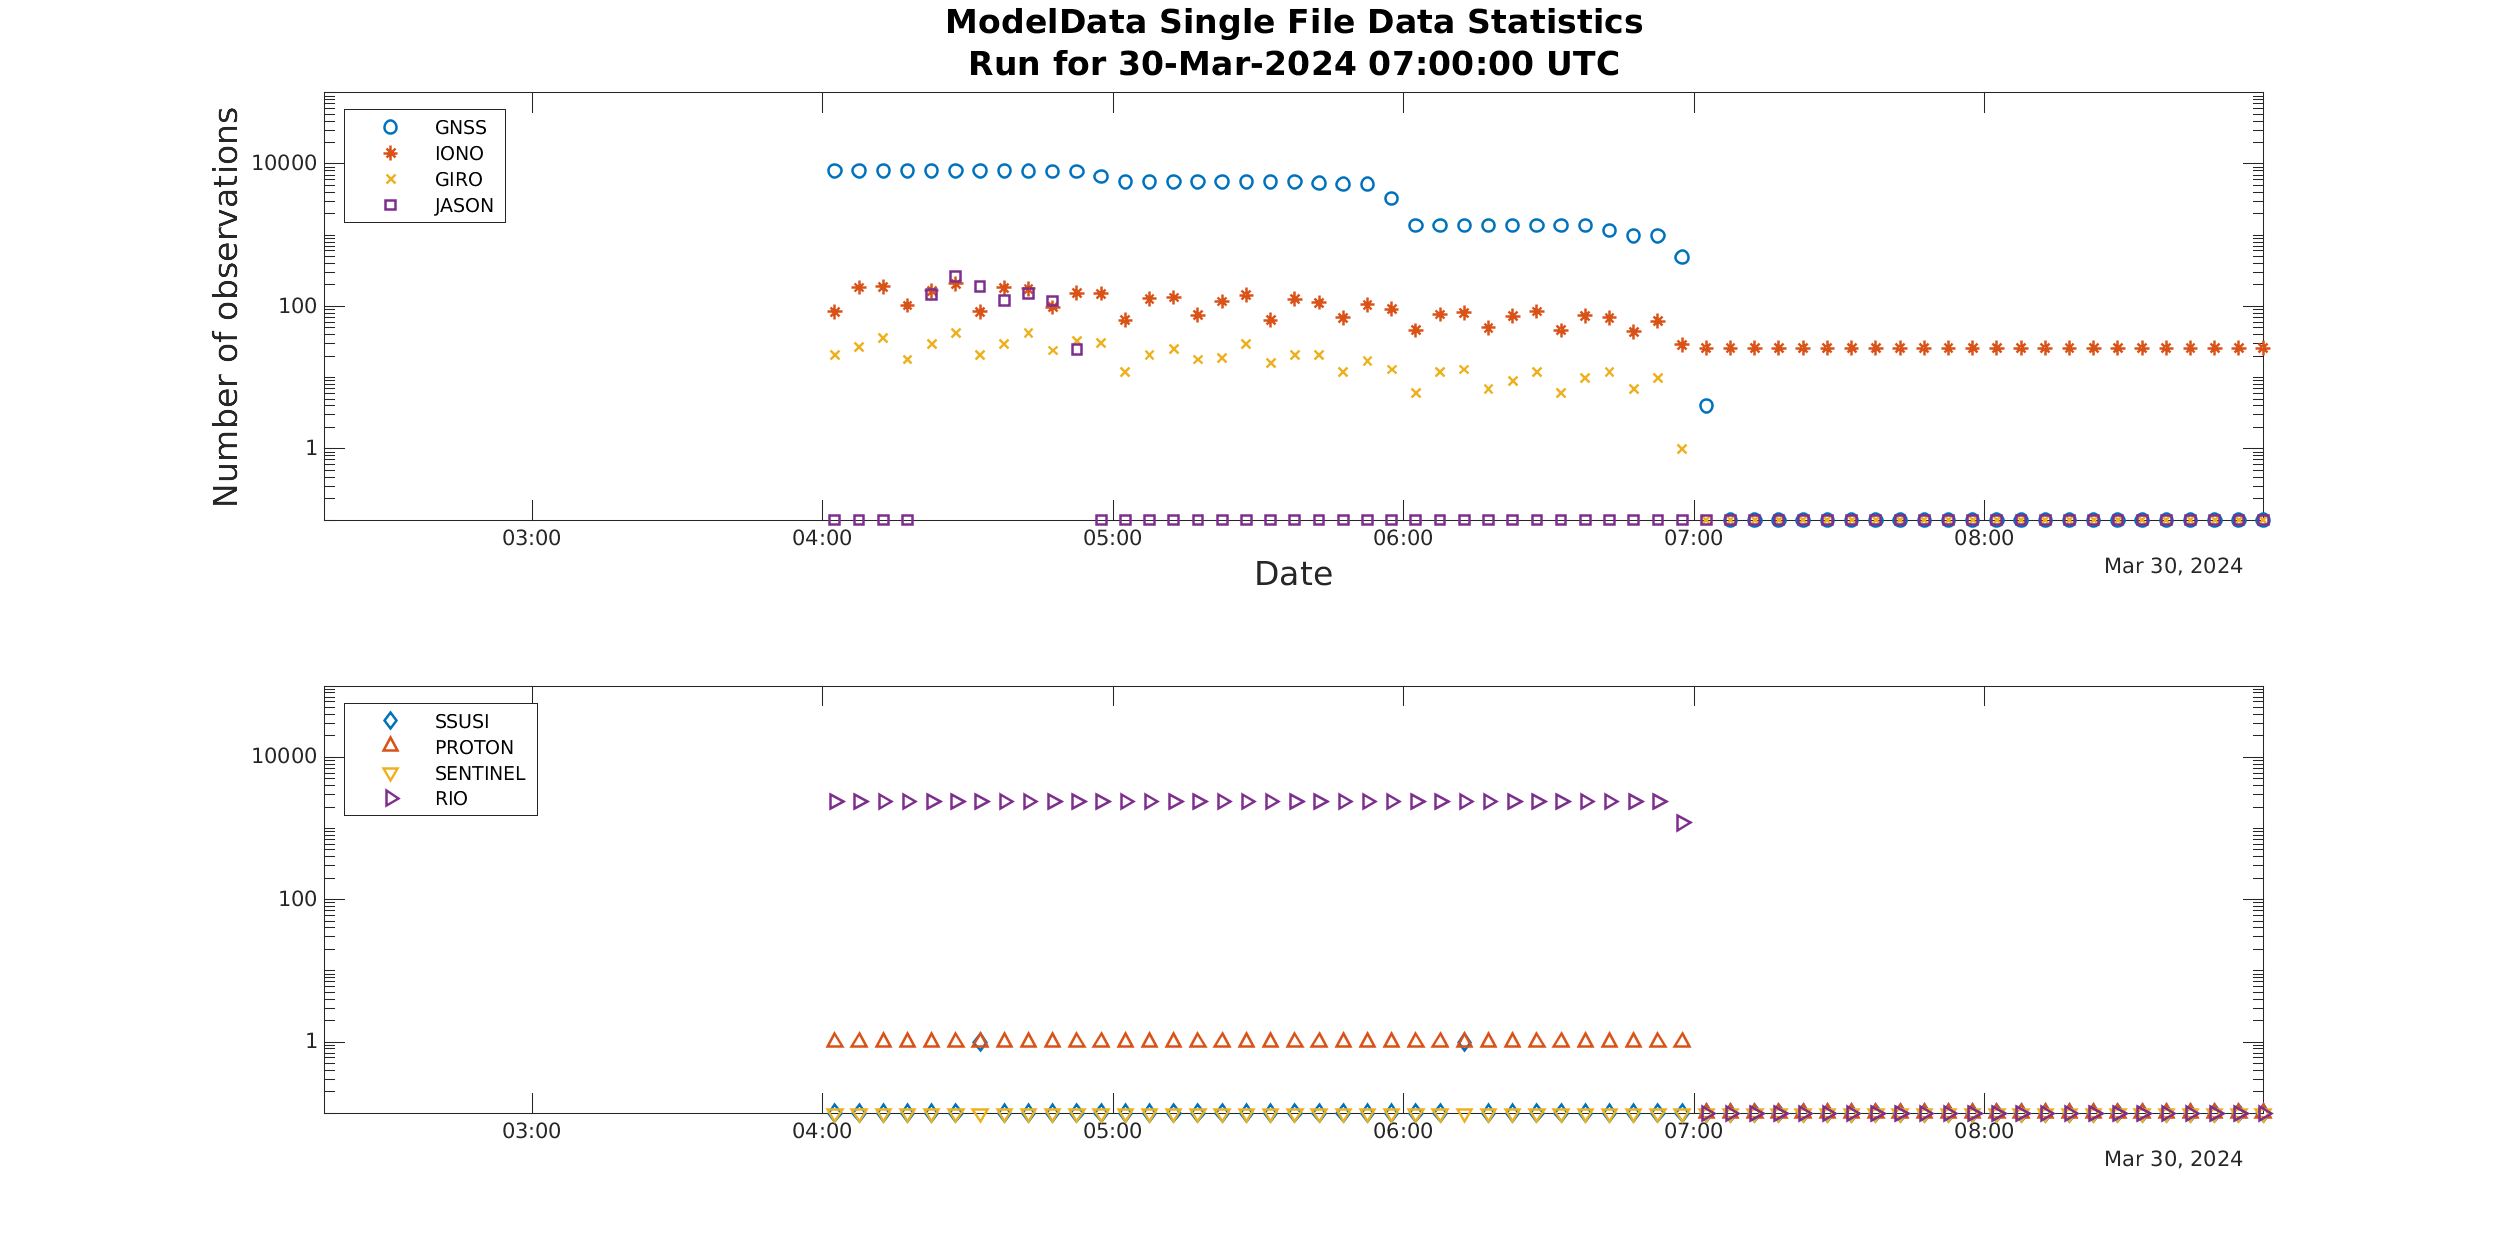 ModelData Single File Data Statistics
Run for 30-Mar-2024 07:00:00 UTC
Number of observations
10000
100
1
GNSS
IONO
GIRO
JASON
03:00 04:00 05:00 06:00 07:00 08:00
Mar 30, 2024
Date
10000
100
1
SSUSI
PROTON
SENTINEL
RIO
03:00 04:00 05:00 06:00 07:00 08:00
Mar 30, 2024